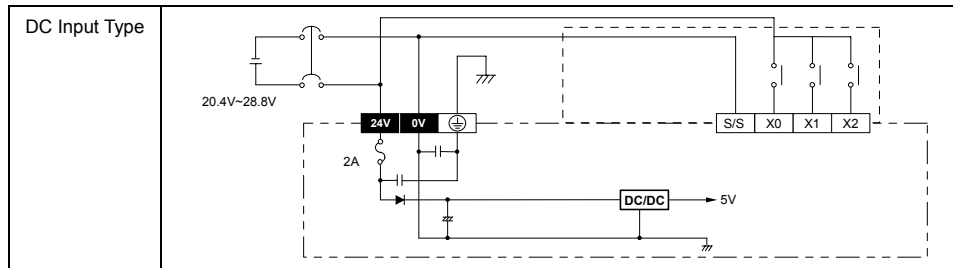 DC Input Type
20.4V~28.8V
24V 0V S/S X0 X1 X2
2A
DC/DC 5V